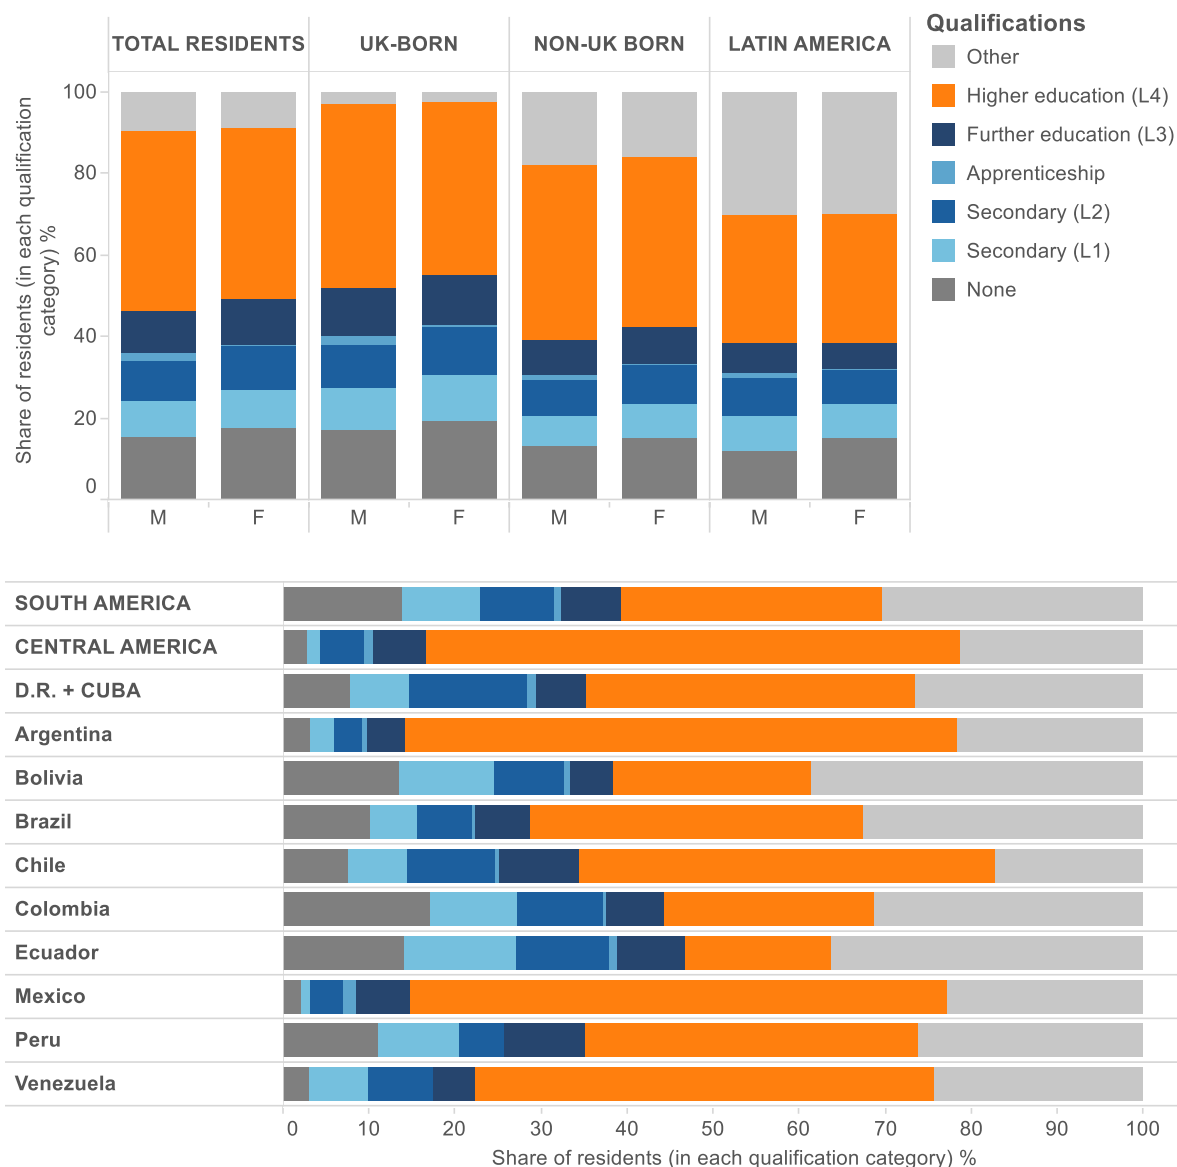 TOTAL RESIDENTS UK-BORN NON-UK BORN LATIN AMERICA
Qualifications
Other
Higher education (L4)
Further education (L3)
Apprenticeship
Secondary (L2)
Secondary (L1)
None
Share of residents (in each qualification
category) %
100
80
60
40
20
0
M F M F M F M F
SOUTH AMERICA
CENTRAL AMERICA
D.R. + CUBA
Argentina
Bolivia
Brazil
Chile
Colombia
Ecuador
Mexico
Peru
Venezuela
0 10 20 30 40 50 60 70 80 90 100
Share of residents (in each qualification category) %